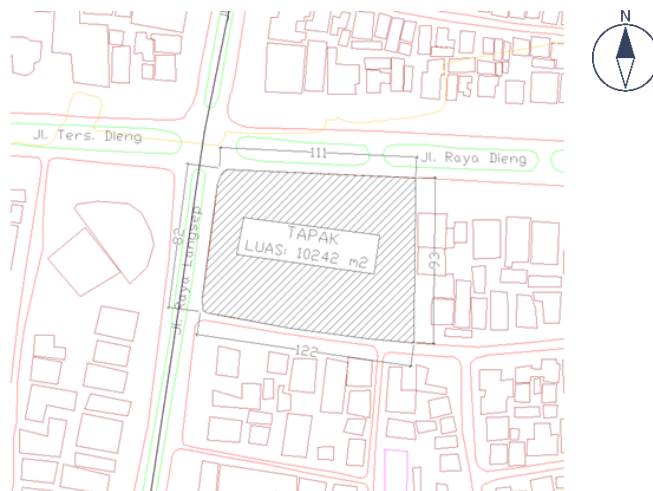 N
Jl. Ters. Dieng
111
Jl. Raya Dieng
82
Jl. Raya Langsep
TAPAK
LUAS: 10242 m2
93
122